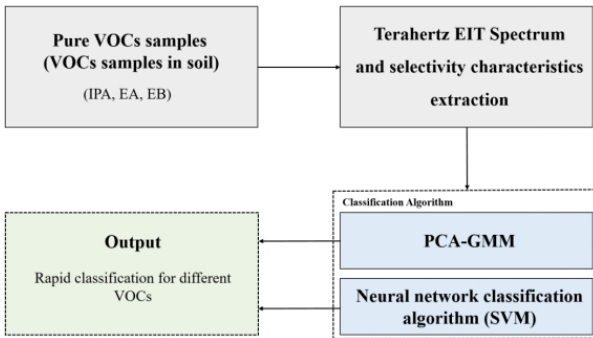 Pure VOCs samples
(VOCs samples in soil)
(IPA, EA, EB)
Terahertz EIT Spectrum
and selectivity characteristics
extraction
Classification Algorithm
PCA-GMM
Neural network classification
algorithm (SVM)
Output
Rapid classification for different
VOCs